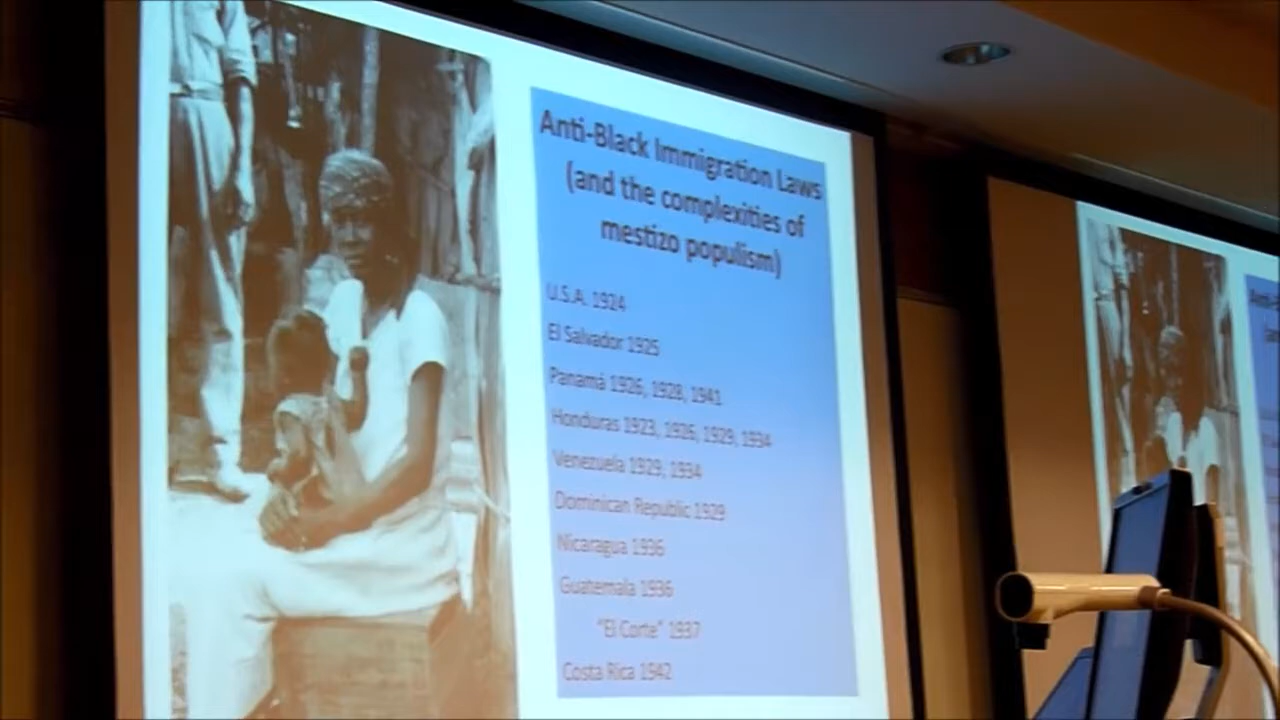 Anti-Black Immigration Laws
(and the complexities of
mestizo populism)
U.S.A. 1924
El Salvador 1925
Panamá 1926, 1928, 1941
Honduras 1923, 1926, 1929, 1934
Venezuela 1929, 1934
Dominican Republic 1939
Nicaragua 1936
Guatemala 1936
"El Corte" 1937
Costa Rica 1942